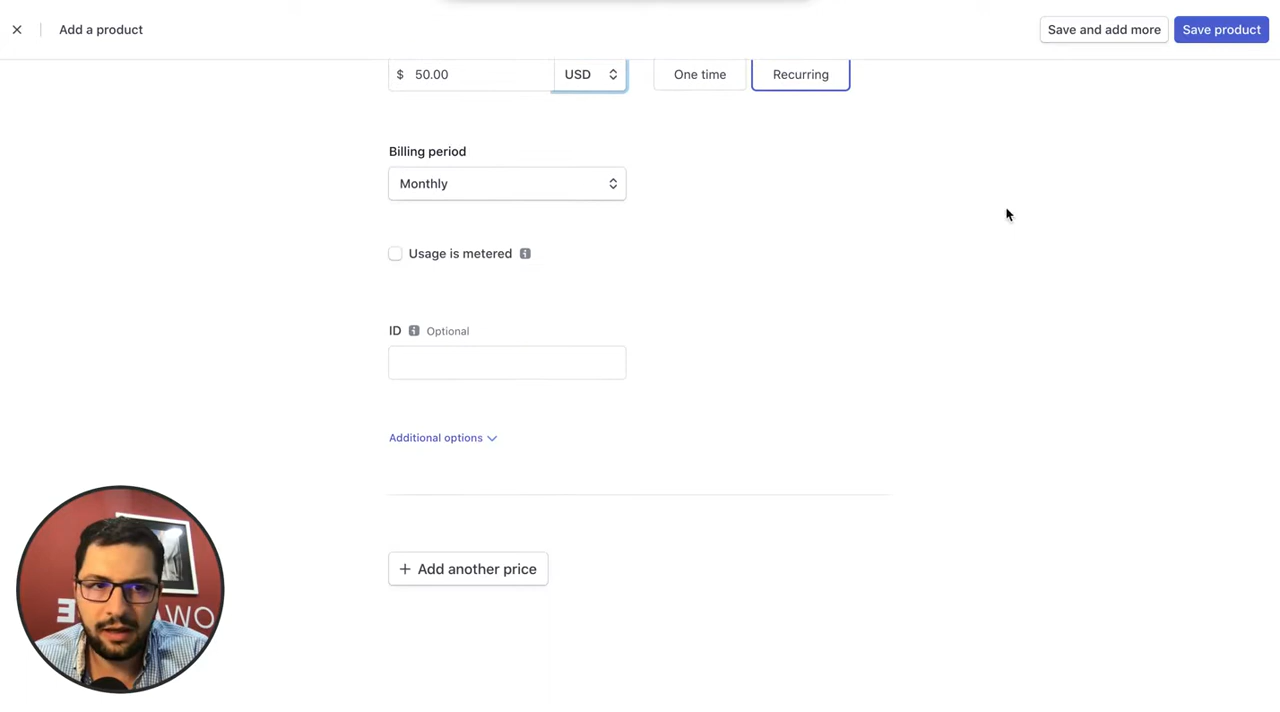 Add a product
Save and add more
Save product
$ 50.00
USD
One time
Recurring
Billing period
Monthly
Usage is metered
ID
Optional
Additional options
+ Add another price